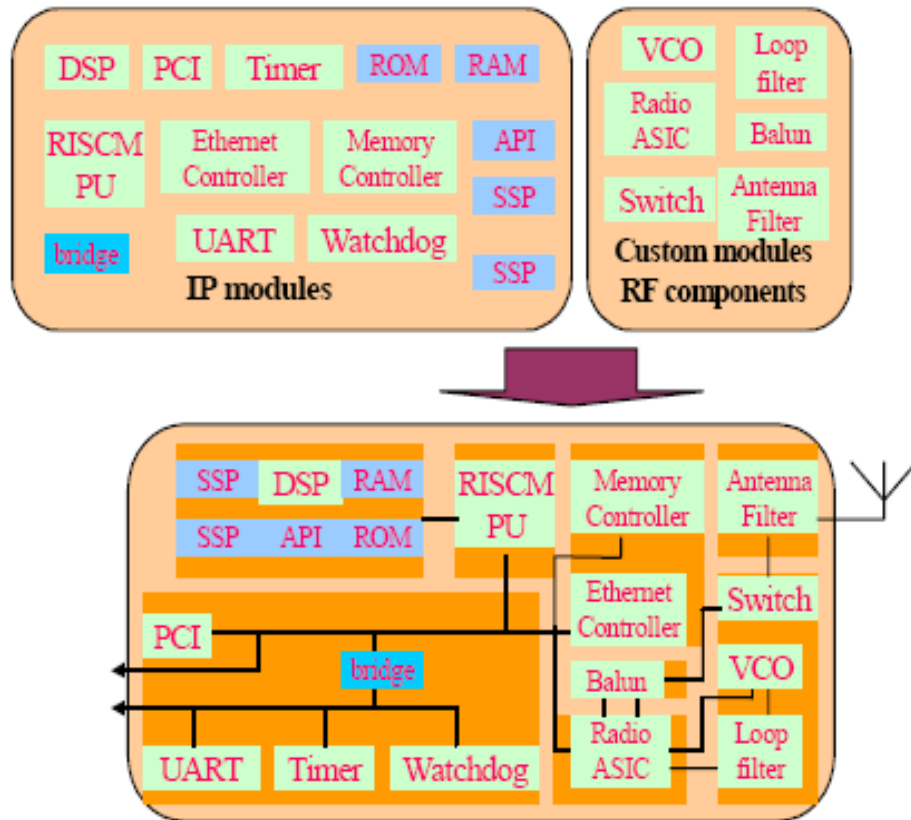 DSP PCI Timer ROM RAM
RISCM
PU
Ethernet
Controller
Memory
Controller
API
SSP
bridge
UART Watchdog
SSP
IP modules
VCO
Loop
filter
Radio
ASIC
Balun
Switch
Antenna
Filter
Custom modules
RF components
SSP DSP RAM
SSP API ROM
RISCM
PU
Memory
Controller
Antenna
Filter
Ethernet
Controller
Switch
PCI
bridge
Balun
VCO
Radio
ASIC
Loop
filter
UART Timer Watchdog